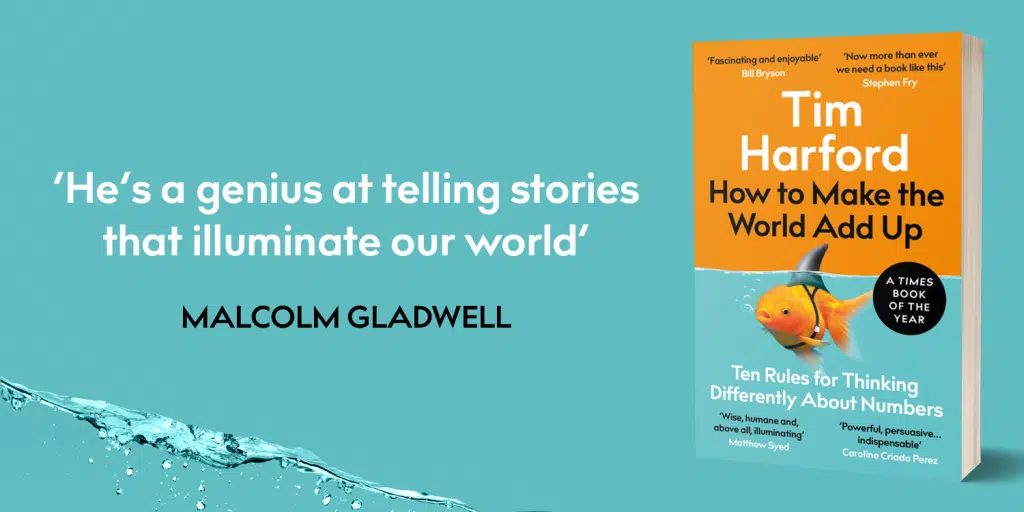 ‘He’s a genius at telling stories
that illuminate our world’
MALCOLM GLADWELL
‘Fascinating and enjoyable’
Bill Bryson
‘Now more than ever
we need a book like this’
Stephen Fry
Tim
Harford
How to Make the
World Add Up
A TIMES
BOOK
OF THE
YEAR
Ten Rules for Thinking
Differently About Numbers
‘Wise, humane and,
above all, illuminating’
Matthew Syed
‘Powerful, persuasive...
indispensable’
Caroline Criado Perez